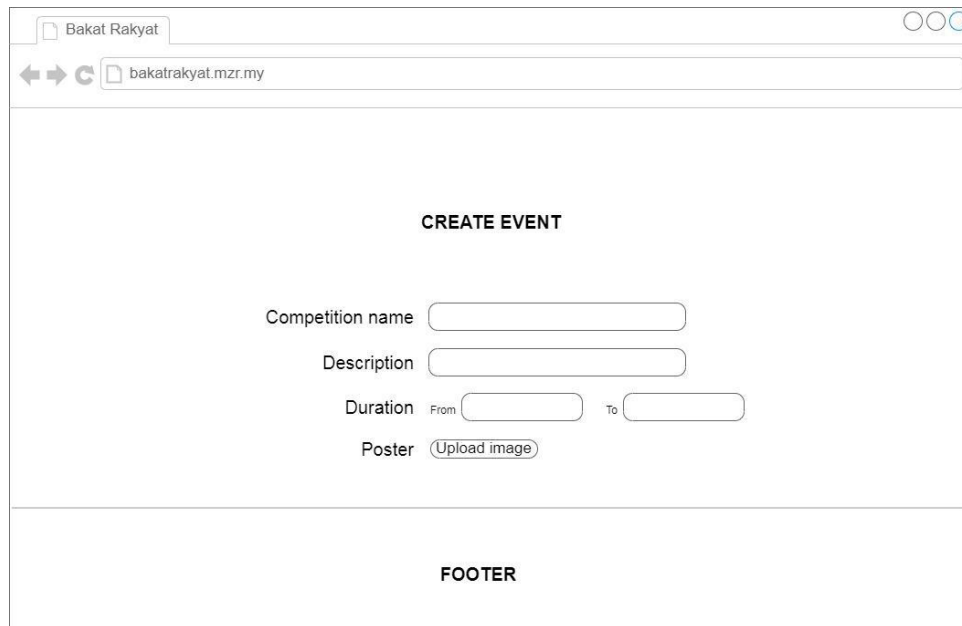 Bakat Rakyat
bakatrakyat.mzr.my
CREATE EVENT
Competition name
Description
Duration From To
Poster Upload image
FOOTER